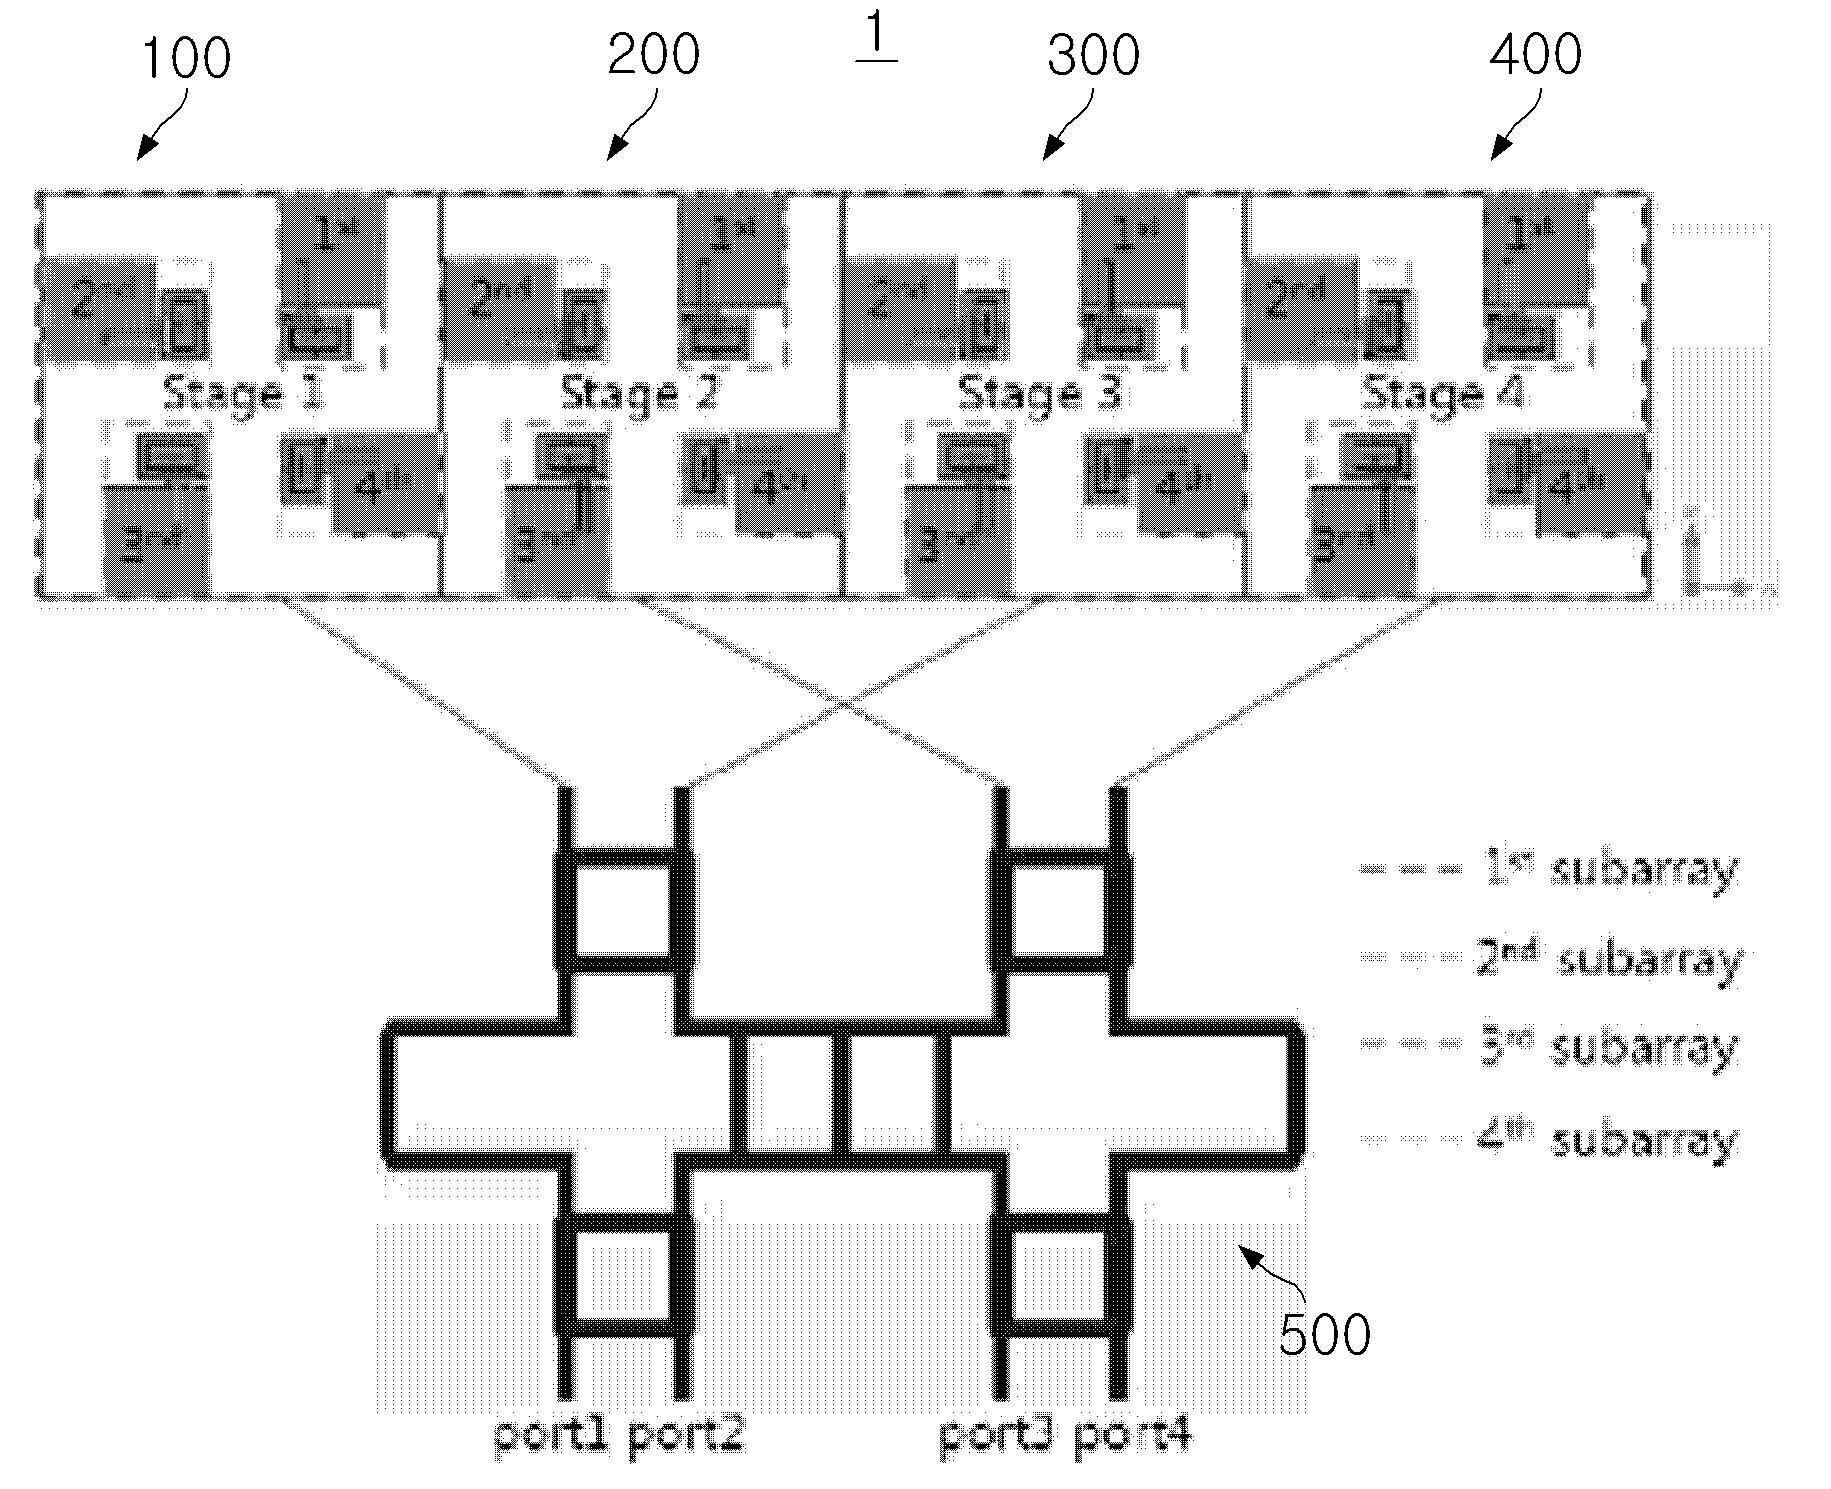 100 200 1 300 400
1st 1st 1st 1st
2nd 2nd 2nd 2nd
Stage 1 Stage 2 Stage 3 Stage 4
4th 4th 4th 4th
3rd 3rd 3rd 3rd
1st subarray
2nd subarray
3rd subarray
4th subarray
500
port1 port2 port3 port4